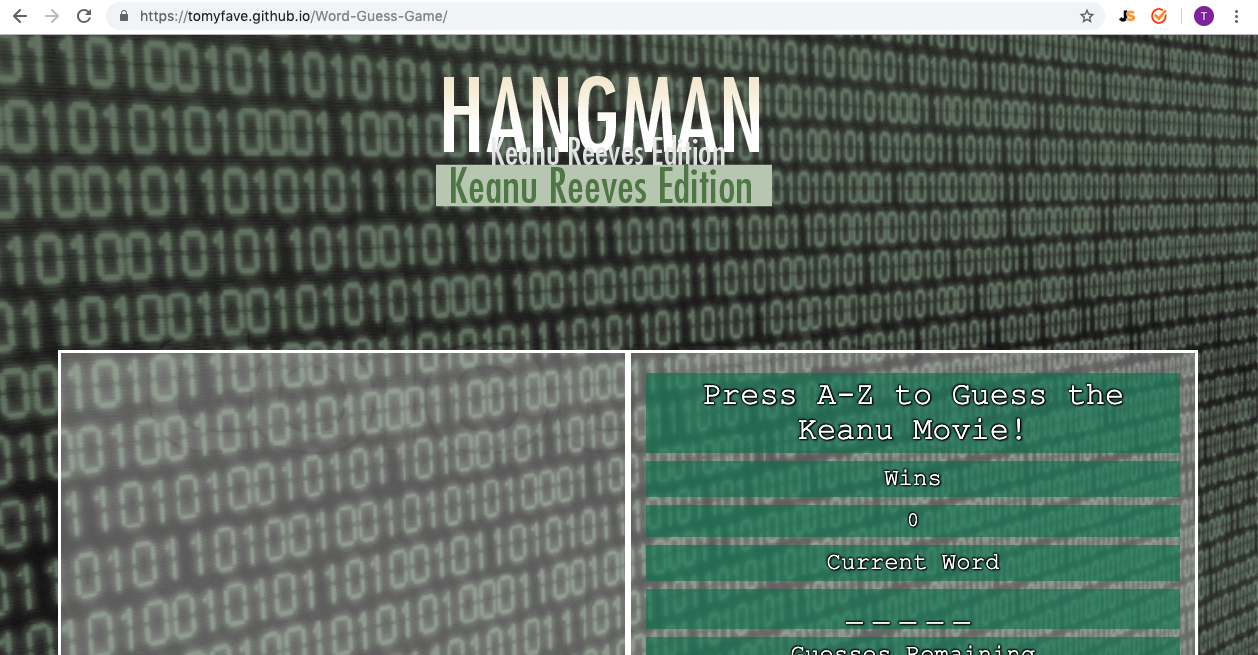 https://tomyfave.github.io/Word-Guess-Game/
JS
T
HANGMAN
Keanu Reeves Edition
Keanu Reeves Edition
Press A-Z to Guess the
Keanu Movie!
Wins
0
Current Word
_ _ _ _ _
Guesses Remaining